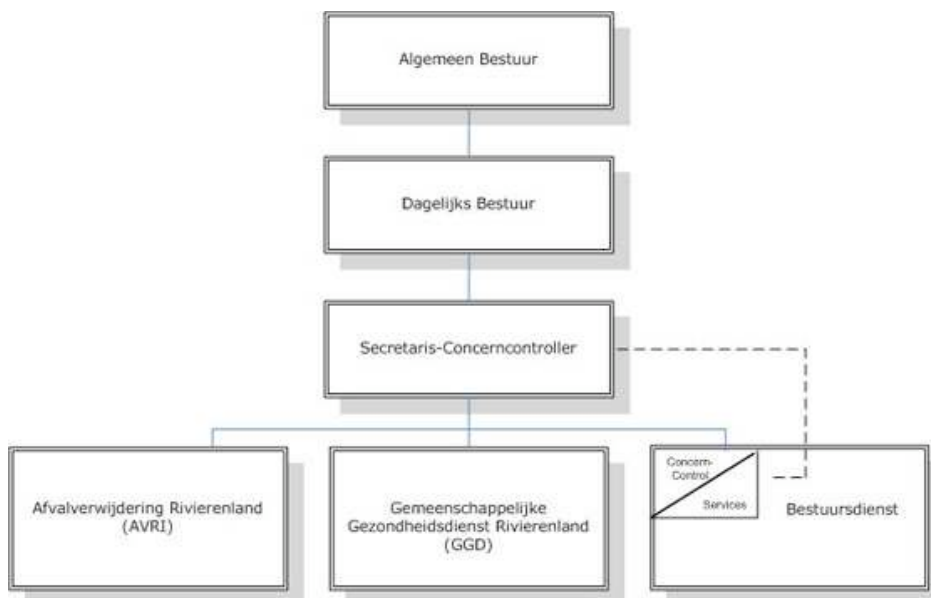 Algemeen Bestuur
Dagelijks Bestuur
Secretaris-Concerncontroller
Afvalverwijdering Rivierenland
(AVRI)
Gemeenschappelijke
Gezondheidsdienst Rivierenland
(GGD)
Concern-
Control
Services
Bestuursdienst